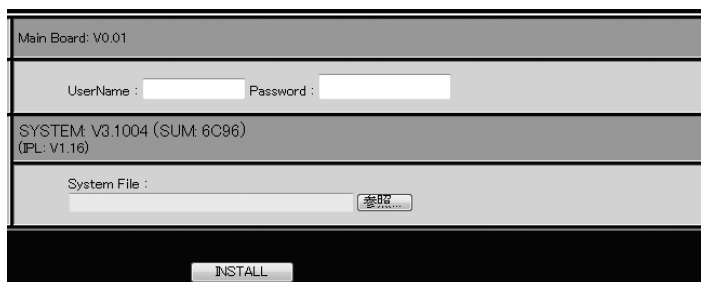 Main Board: V0.01
UserName : Password :
SYSTEM: V3.1004 (SUM: 6C96)
(IPL: V1.16)
System File :
参照...
INSTALL